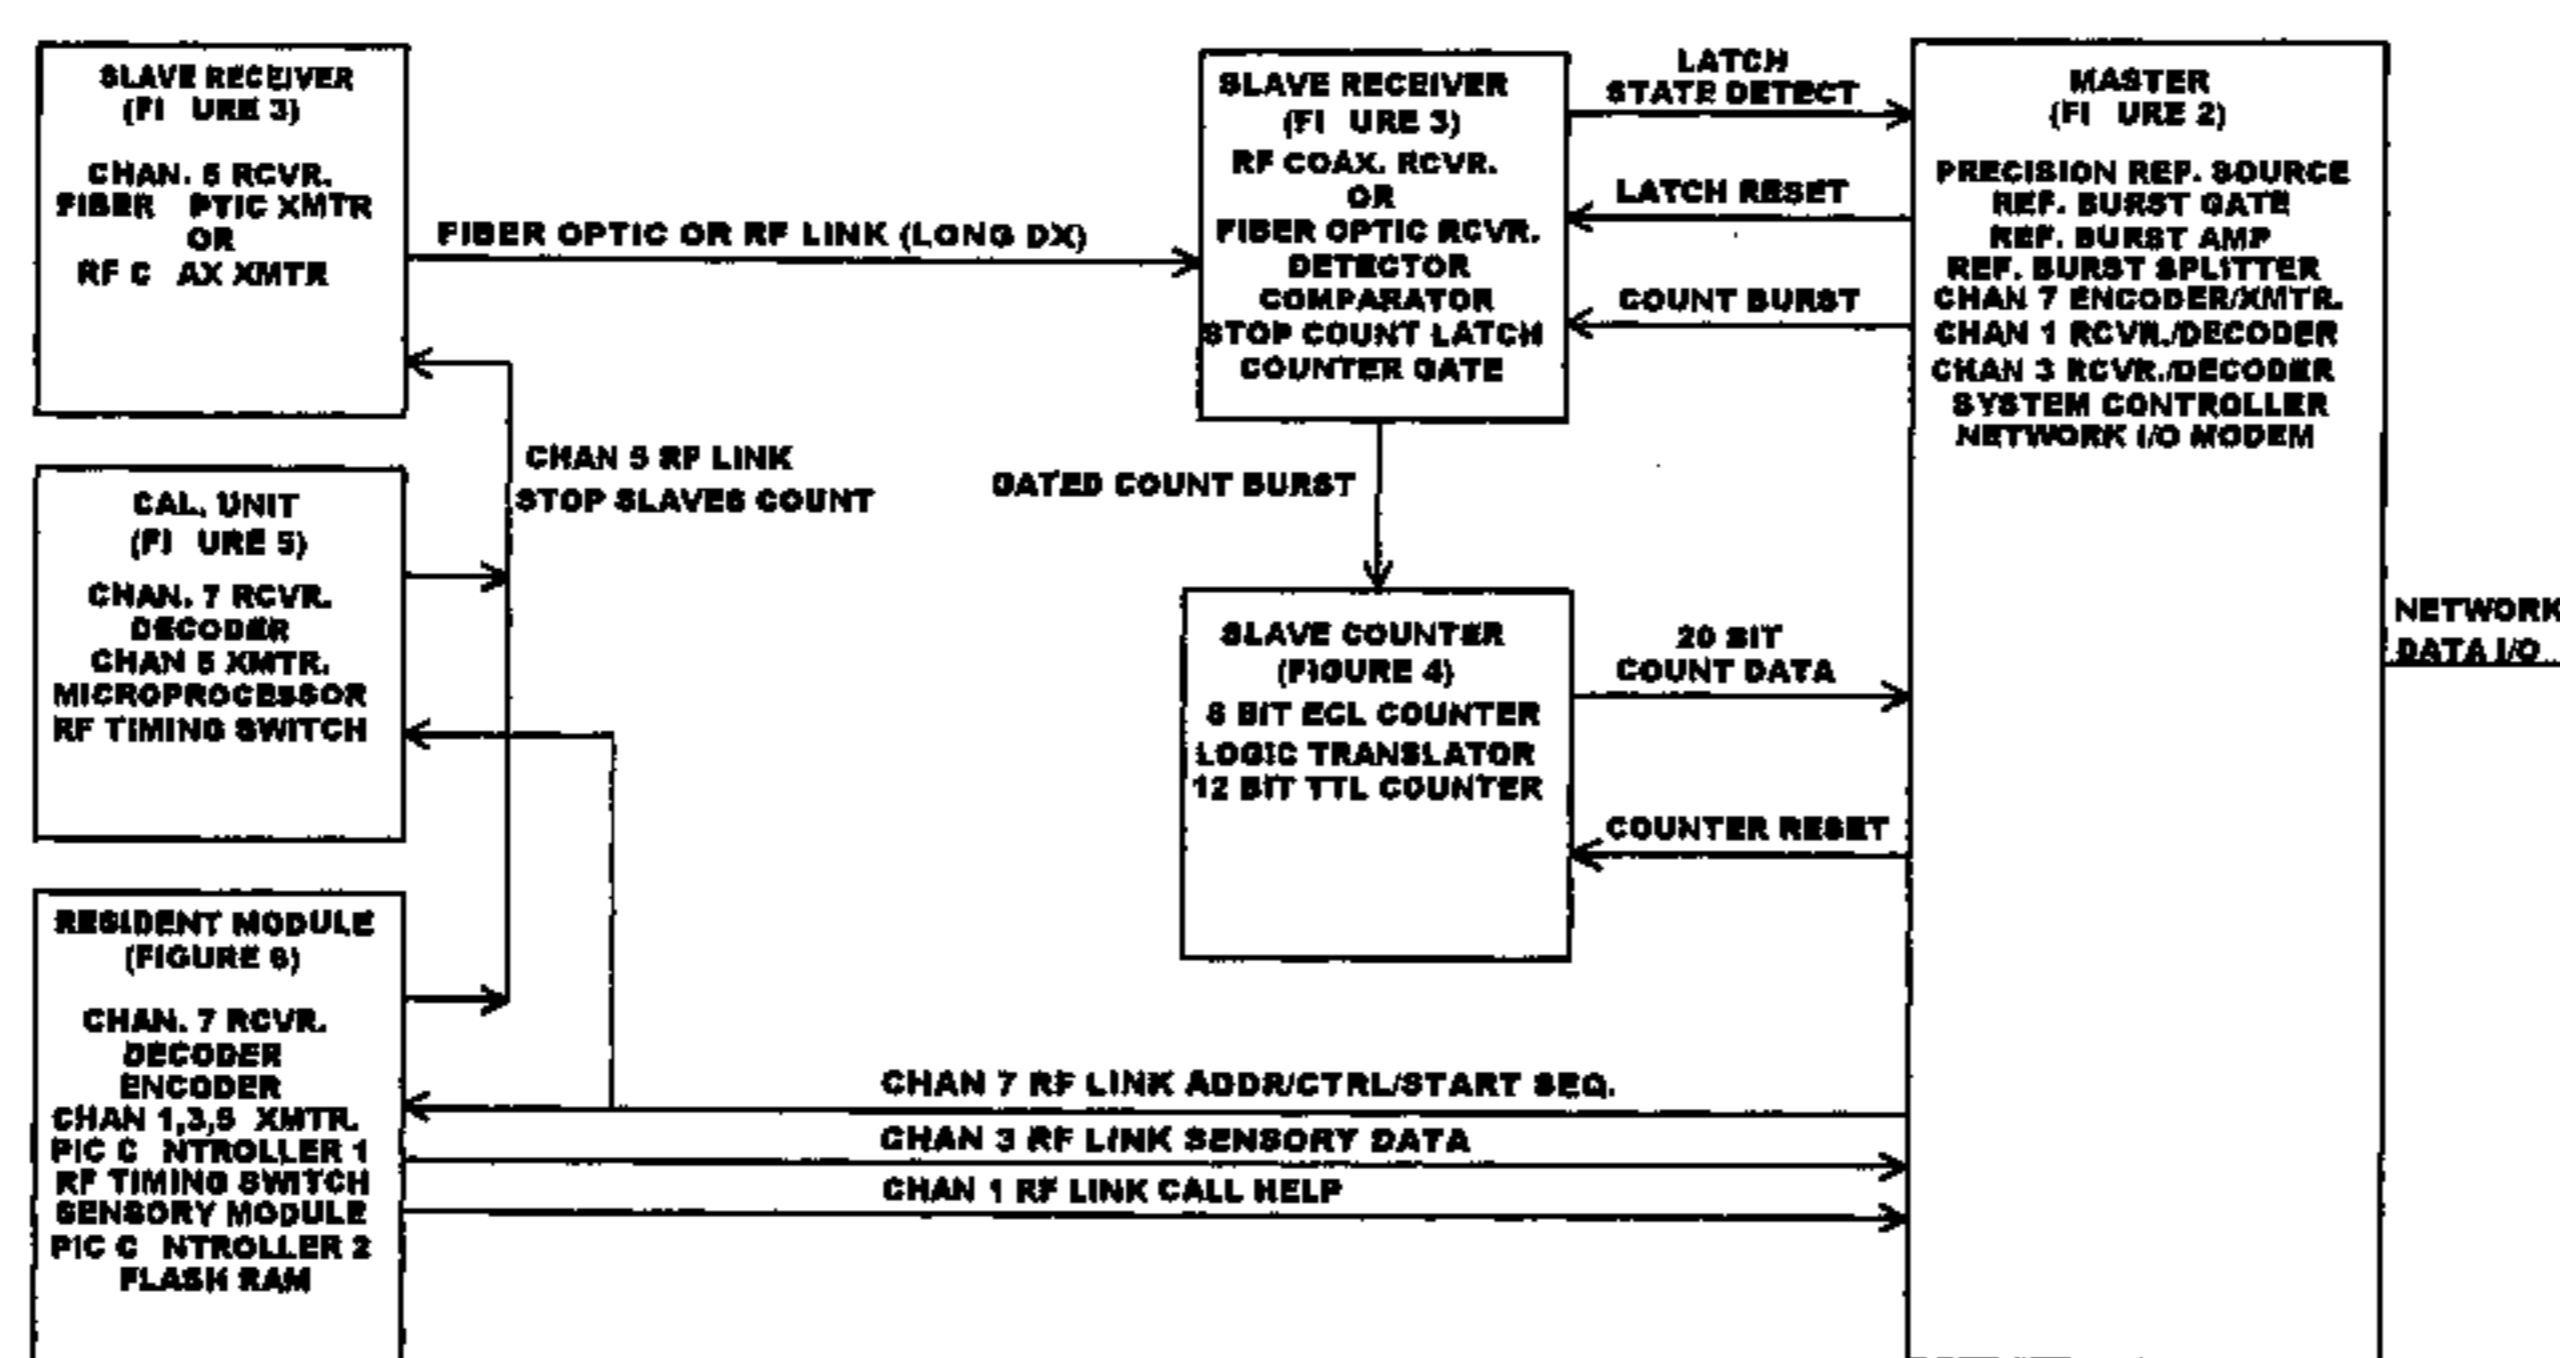 SLAVE RECEIVER
(FI URE 3)
CHAN. 5 RCVR.
FIBER PTIC XMTR
OR
RF C AX XMTR
FIBER OPTIC OR RF LINK (LONG DX)
SLAVE RECEIVER
(FI URE 3)
RF COAX. RCVR.
OR
FIBER OPTIC RCVR.
DETECTOR
COMPARATOR
STOP COUNT LATCH
COUNTER GATE
LATCH
STATE DETECT
LATCH RESET
COUNT BURST
MASTER
(FI URE 2)
PRECISION REF. SOURCE
REF. BURST GATE
REF. BURST AMP
REF. BURST SPLITTER
CHAN 7 ENCODER/XMTR.
CHAN 1 RCVR./DECODER
CHAN 3 RCVR./DECODER
SYSTEM CONTROLLER
NETWORK I/O MODEM
CHAN 5 RF LINK
STOP SLAVES COUNT
GATED COUNT BURST
CAL. UNIT
(FI URE 5)
CHAN. 7 RCVR.
DECODER
CHAN 5 XMTR.
MICROPROCESSOR
RF TIMING SWITCH
SLAVE COUNTER
(FIGURE 4)
8 BIT ECL COUNTER
LOGIC TRANSLATOR
12 BIT TTL COUNTER
20 BIT
COUNT DATA
COUNTER RESET
NETWORK
DATA I/O
RESIDENT MODULE
(FIGURE 6)
CHAN. 7 RCVR.
DECODER
ENCODER
CHAN 1,3,5 XMTR.
PIC C NTROLLER 1
RF TIMING SWITCH
SENSORY MODULE
PIC C NTROLLER 2
FLASH RAM
CHAN 7 RF LINK ADDR/CTRL/START SEQ.
CHAN 3 RF LINK SENSORY DATA
CHAN 1 RF LINK CALL HELP